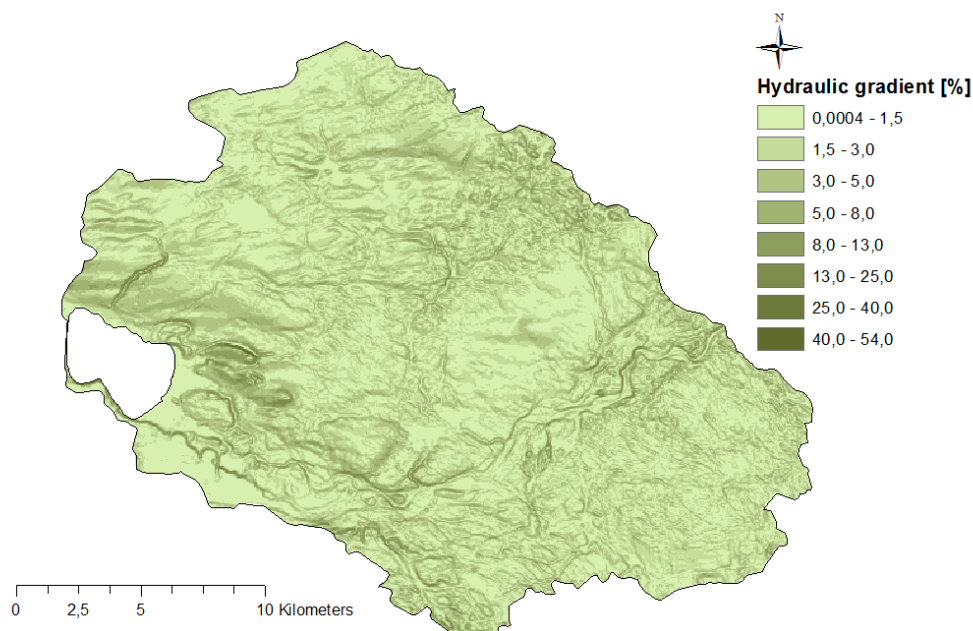 N
Hydraulic gradient [%]
0,0004 - 1,5
1,5 - 3,0
3,0 - 5,0
5,0 - 8,0
8,0 - 13,0
13,0 - 25,0
25,0 - 40,0
40,0 - 54,0
0 2,5 5 10 Kilometers